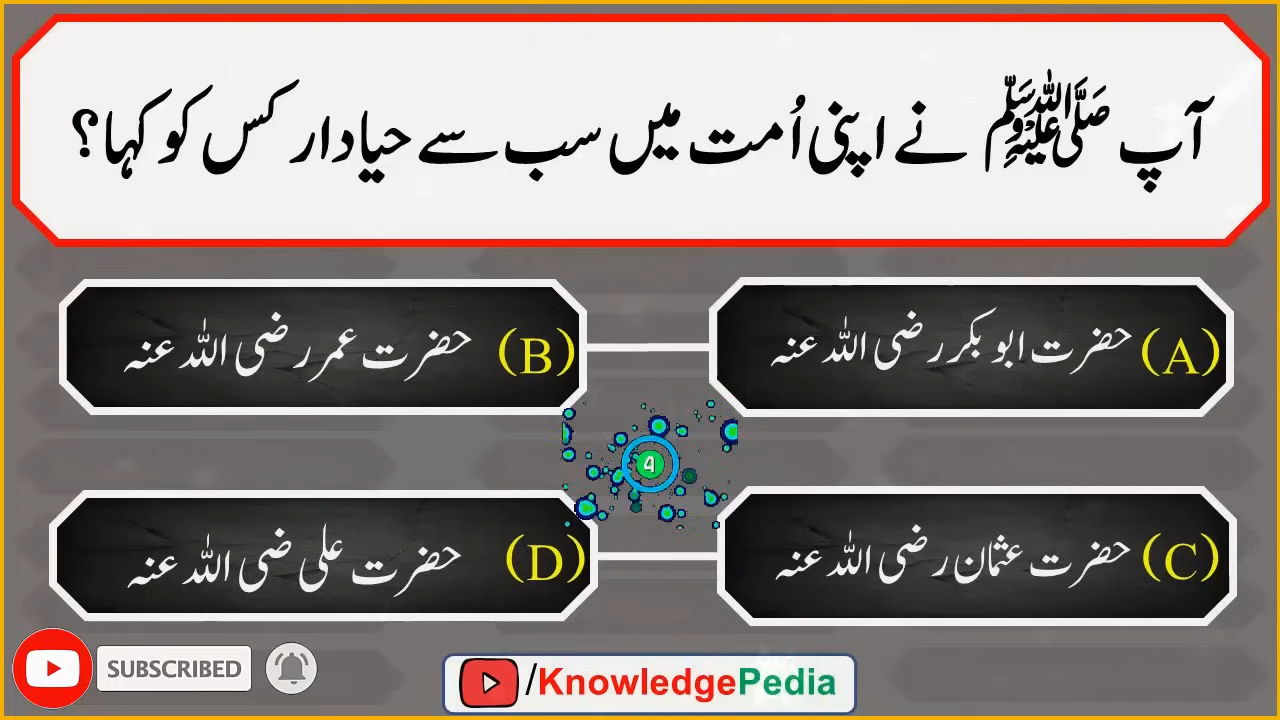 آپ ﷺ نے اپنی اُمت میں سب سے حیادار کس کو کہا؟
(A) حضرت ابو بکر رضی اللہ عنہ
(B) حضرت عمر رضی اللہ عنہ
4
(C) حضرت عثمان رضی اللہ عنہ
(D) حضرت علی ضی اللہ عنہ
SUBSCRIBED
/KnowledgePedia